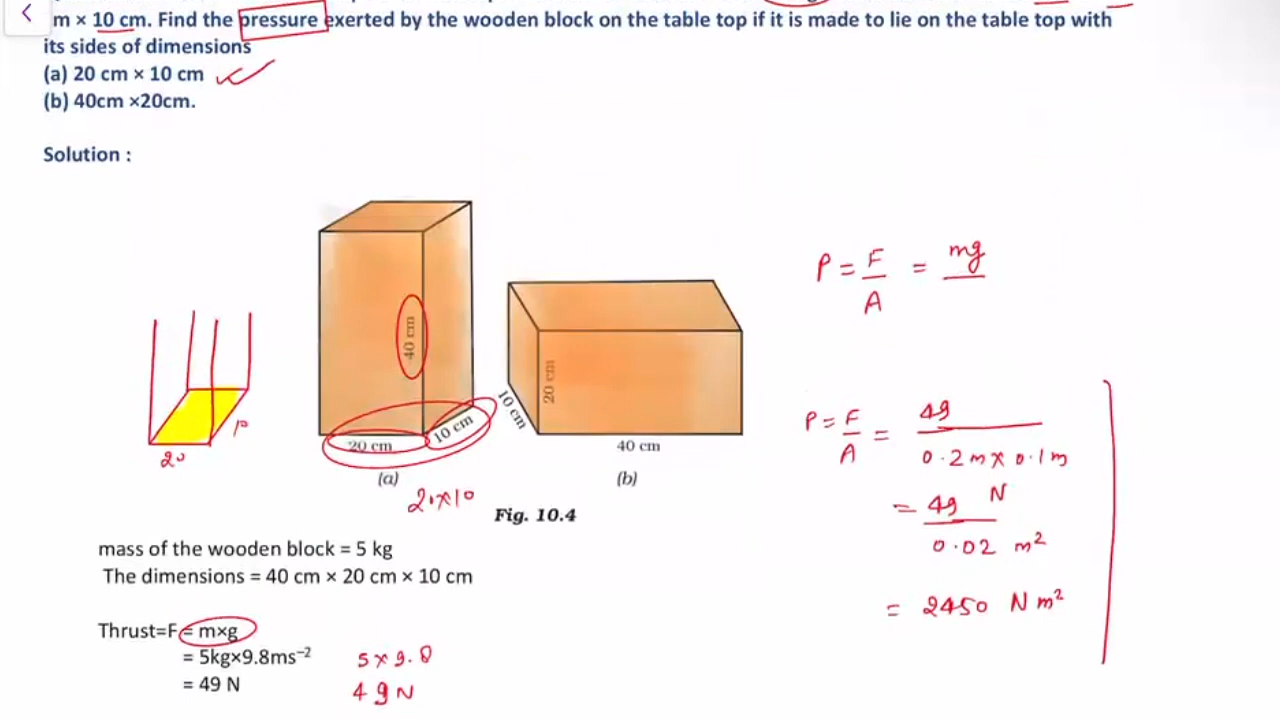 m × 10 cm. Find the pressure exerted by the wooden block on the table top if it is made to lie on the table top with
its sides of dimensions
(a) 20 cm × 10 cm
(b) 40cm ×20cm.
Solution :
40 cm
20 cm
10 cm
(a)
20×10
10 cm
20 cm
40 cm
(b)
Fig. 10.4
20
10
P = F/A = mg
P = F/A = 49 / 0.2 m × 0.1 m
= 49 N / 0.02 m²
= 2450 N m²
mass of the wooden block = 5 kg
The dimensions = 40 cm × 20 cm × 10 cm
Thrust=F = m×g
= 5kg×9.8ms⁻² 5 × 9.8
= 49 N 49 N